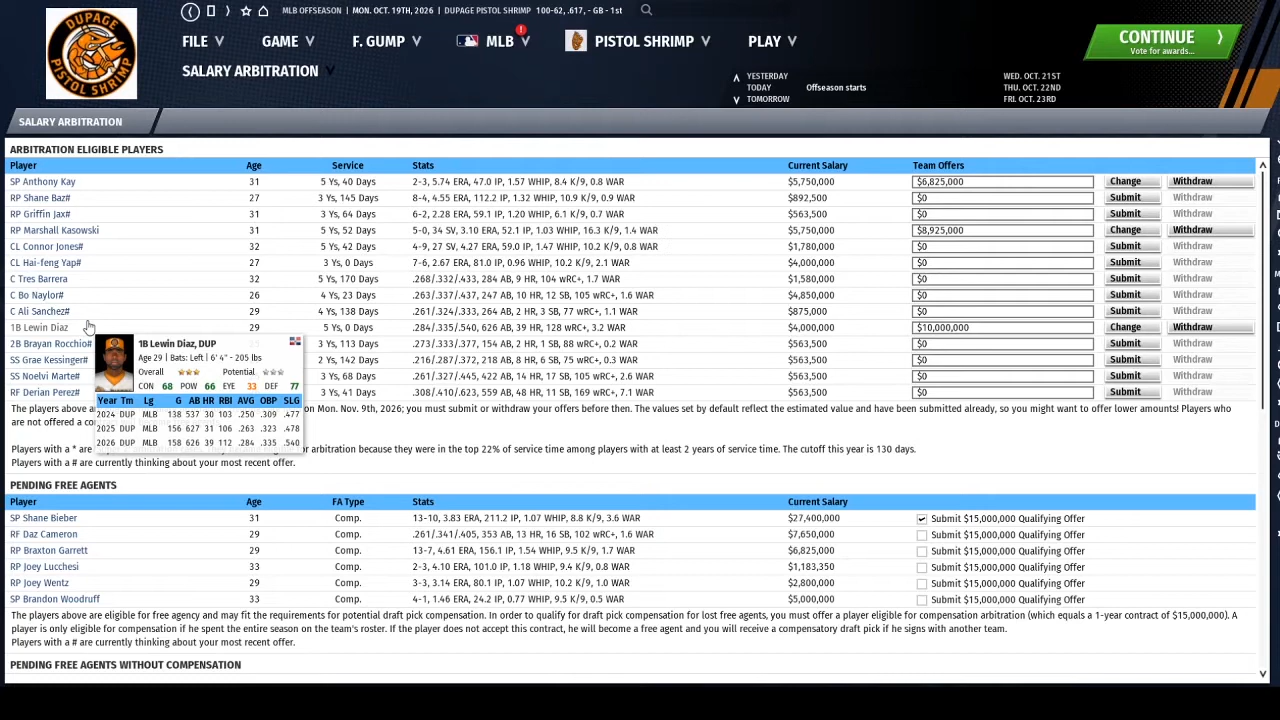 DUPAGE
PISTOL SHRIMP
MLB OFFSEASON | MON. OCT. 19TH, 2026 | DUPAGE PISTOL SHRIMP 100-62, .617, - GB - 1st
FILE GAME F. GUMP MLB PISTOL SHRIMP PLAY
CONTINUE
Vote for awards...
SALARY ARBITRATION
YESTERDAY
TODAY Offseason starts
TOMORROW
WED. OCT. 21ST
THU. OCT. 22ND
FRI. OCT. 23RD
SALARY ARBITRATION
ARBITRATION ELIGIBLE PLAYERS
Player Age Service Stats Current Salary Team Offers
SP Anthony Kay 31 5 Ys, 40 Days 2-3, 5.74 ERA, 47.0 IP, 1.57 WHIP, 8.4 K/9, 0.8 WAR $5,750,000 $6,825,000 Change Withdraw
RP Shane Baz# 27 3 Ys, 145 Days 8-4, 4.55 ERA, 112.2 IP, 1.32 WHIP, 10.9 K/9, 0.9 WAR $892,500 $0 Submit Withdraw
RP Griffin Jax# 31 3 Ys, 64 Days 6-2, 2.28 ERA, 59.1 IP, 1.20 WHIP, 6.1 K/9, 0.7 WAR $563,500 $0 Submit Withdraw
RP Marshall Kasowski 31 5 Ys, 52 Days 5-0, 34 SV, 3.10 ERA, 52.1 IP, 1.03 WHIP, 16.3 K/9, 1.4 WAR $5,750,000 $8,925,000 Change Withdraw
CL Connor Jones# 32 5 Ys, 42 Days 4-9, 27 SV, 4.27 ERA, 59.0 IP, 1.47 WHIP, 10.2 K/9, 0.8 WAR $1,780,000 $0 Submit Withdraw
CL Hai-feng Yap# 27 3 Ys, 0 Days 7-6, 2.67 ERA, 81.0 IP, 0.96 WHIP, 10.2 K/9, 2.1 WAR $4,000,000 $0 Submit Withdraw
C Tres Barrera 32 5 Ys, 170 Days .268/.332/.433, 284 AB, 9 HR, 104 wRC+, 1.7 WAR $1,580,000 $0 Submit Withdraw
C Bo Naylor# 26 4 Ys, 23 Days .263/.337/.437, 247 AB, 10 HR, 12 SB, 105 wRC+, 1.6 WAR $4,850,000 $0 Submit Withdraw
C Ali Sanchez# 29 4 Ys, 138 Days .261/.324/.333, 264 AB, 2 HR, 3 SB, 77 wRC+, 1.1 WAR $875,000 $0 Submit Withdraw
1B Lewin Diaz 29 5 Ys, 0 Days .284/.335/.540, 626 AB, 39 HR, 128 wRC+, 3.2 WAR $4,000,000 $10,000,000 Change Withdraw
2B Brayan Rocchio# 3 Ys, 113 Days .273/.333/.377, 154 AB, 2 HR, 1 SB, 88 wRC+, 0.2 WAR $563,500 $0 Submit Withdraw
SS Grae Kessinger# 2 Ys, 142 Days .216/.287/.372, 218 AB, 8 HR, 6 SB, 75 wRC+, 0.3 WAR $563,500 $0 Submit Withdraw
SS Noelvi Marte# 3 Ys, 68 Days .261/.327/.445, 422 AB, 14 HR, 17 SB, 105 wRC+, 2.6 WAR $563,500 $0 Submit Withdraw
RF Derian Perez# 3 Ys, 41 Days .308/.410/.623, 559 AB, 48 HR, 11 SB, 169 wRC+, 7.1 WAR $563,500 $0 Submit Withdraw
1B Lewin Diaz, DUP
Age 29 | Bats: Left | 6' 4" - 205 lbs
Overall Potential
CON 68 POW 66 EYE 33 DEF 77
Year Tm Lg G AB HR RBI AVG OBP SLG
2024 DUP MLB 138 537 30 103 .250 .309 .477
2025 DUP MLB 156 627 31 106 .263 .323 .478
2026 DUP MLB 158 626 39 112 .284 .335 .540
The players above a on Mon. Nov. 9th, 2026; you must submit or withdraw your offers before then. The values set by default reflect the estimated value and have been submitted already, so you might want to offer lower amounts! Players who
are not offered a co
Players with a * are or arbitration because they were in the top 22% of service time among players with at least 2 years of service time. The cutoff this year is 130 days.
Players with a # are currently thinking about your most recent offer.
PENDING FREE AGENTS
Player Age FA Type Stats Current Salary
SP Shane Bieber 31 Comp. 13-10, 3.83 ERA, 211.2 IP, 1.07 WHIP, 8.8 K/9, 3.6 WAR $27,400,000 Submit $15,000,000 Qualifying Offer
RF Daz Cameron 29 Comp. .261/.341/.405, 353 AB, 13 HR, 16 SB, 102 wRC+, 1.6 WAR $7,650,000 Submit $15,000,000 Qualifying Offer
RP Braxton Garrett 29 Comp. 13-7, 4.61 ERA, 156.1 IP, 1.54 WHIP, 9.5 K/9, 1.7 WAR $6,825,000 Submit $15,000,000 Qualifying Offer
RP Joey Lucchesi 33 Comp. 2-3, 4.10 ERA, 101.0 IP, 1.18 WHIP, 9.4 K/9, 0.8 WAR $1,183,350 Submit $15,000,000 Qualifying Offer
RP Joey Wentz 29 Comp. 3-3, 3.14 ERA, 80.1 IP, 1.07 WHIP, 10.2 K/9, 1.0 WAR $2,800,000 Submit $15,000,000 Qualifying Offer
SP Brandon Woodruff 33 Comp. 4-1, 1.46 ERA, 24.2 IP, 0.77 WHIP, 9.5 K/9, 0.5 WAR $5,000,000 Submit $15,000,000 Qualifying Offer
The players above are eligible for free agency and may fit the requirements for potential draft pick compensation. In order to qualify for draft pick compensation for lost free agents, you must offer a player eligible for compensation arbitration (which equals a 1-year contract of $15,000,000). A
player is only eligible for compensation if he spent the entire season on the team's roster. If the player does not accept this contract, he will become a free agent and you will receive a compensatory draft pick if he signs with another team.
Players with a # are currently thinking about your most recent offer.
PENDING FREE AGENTS WITHOUT COMPENSATION